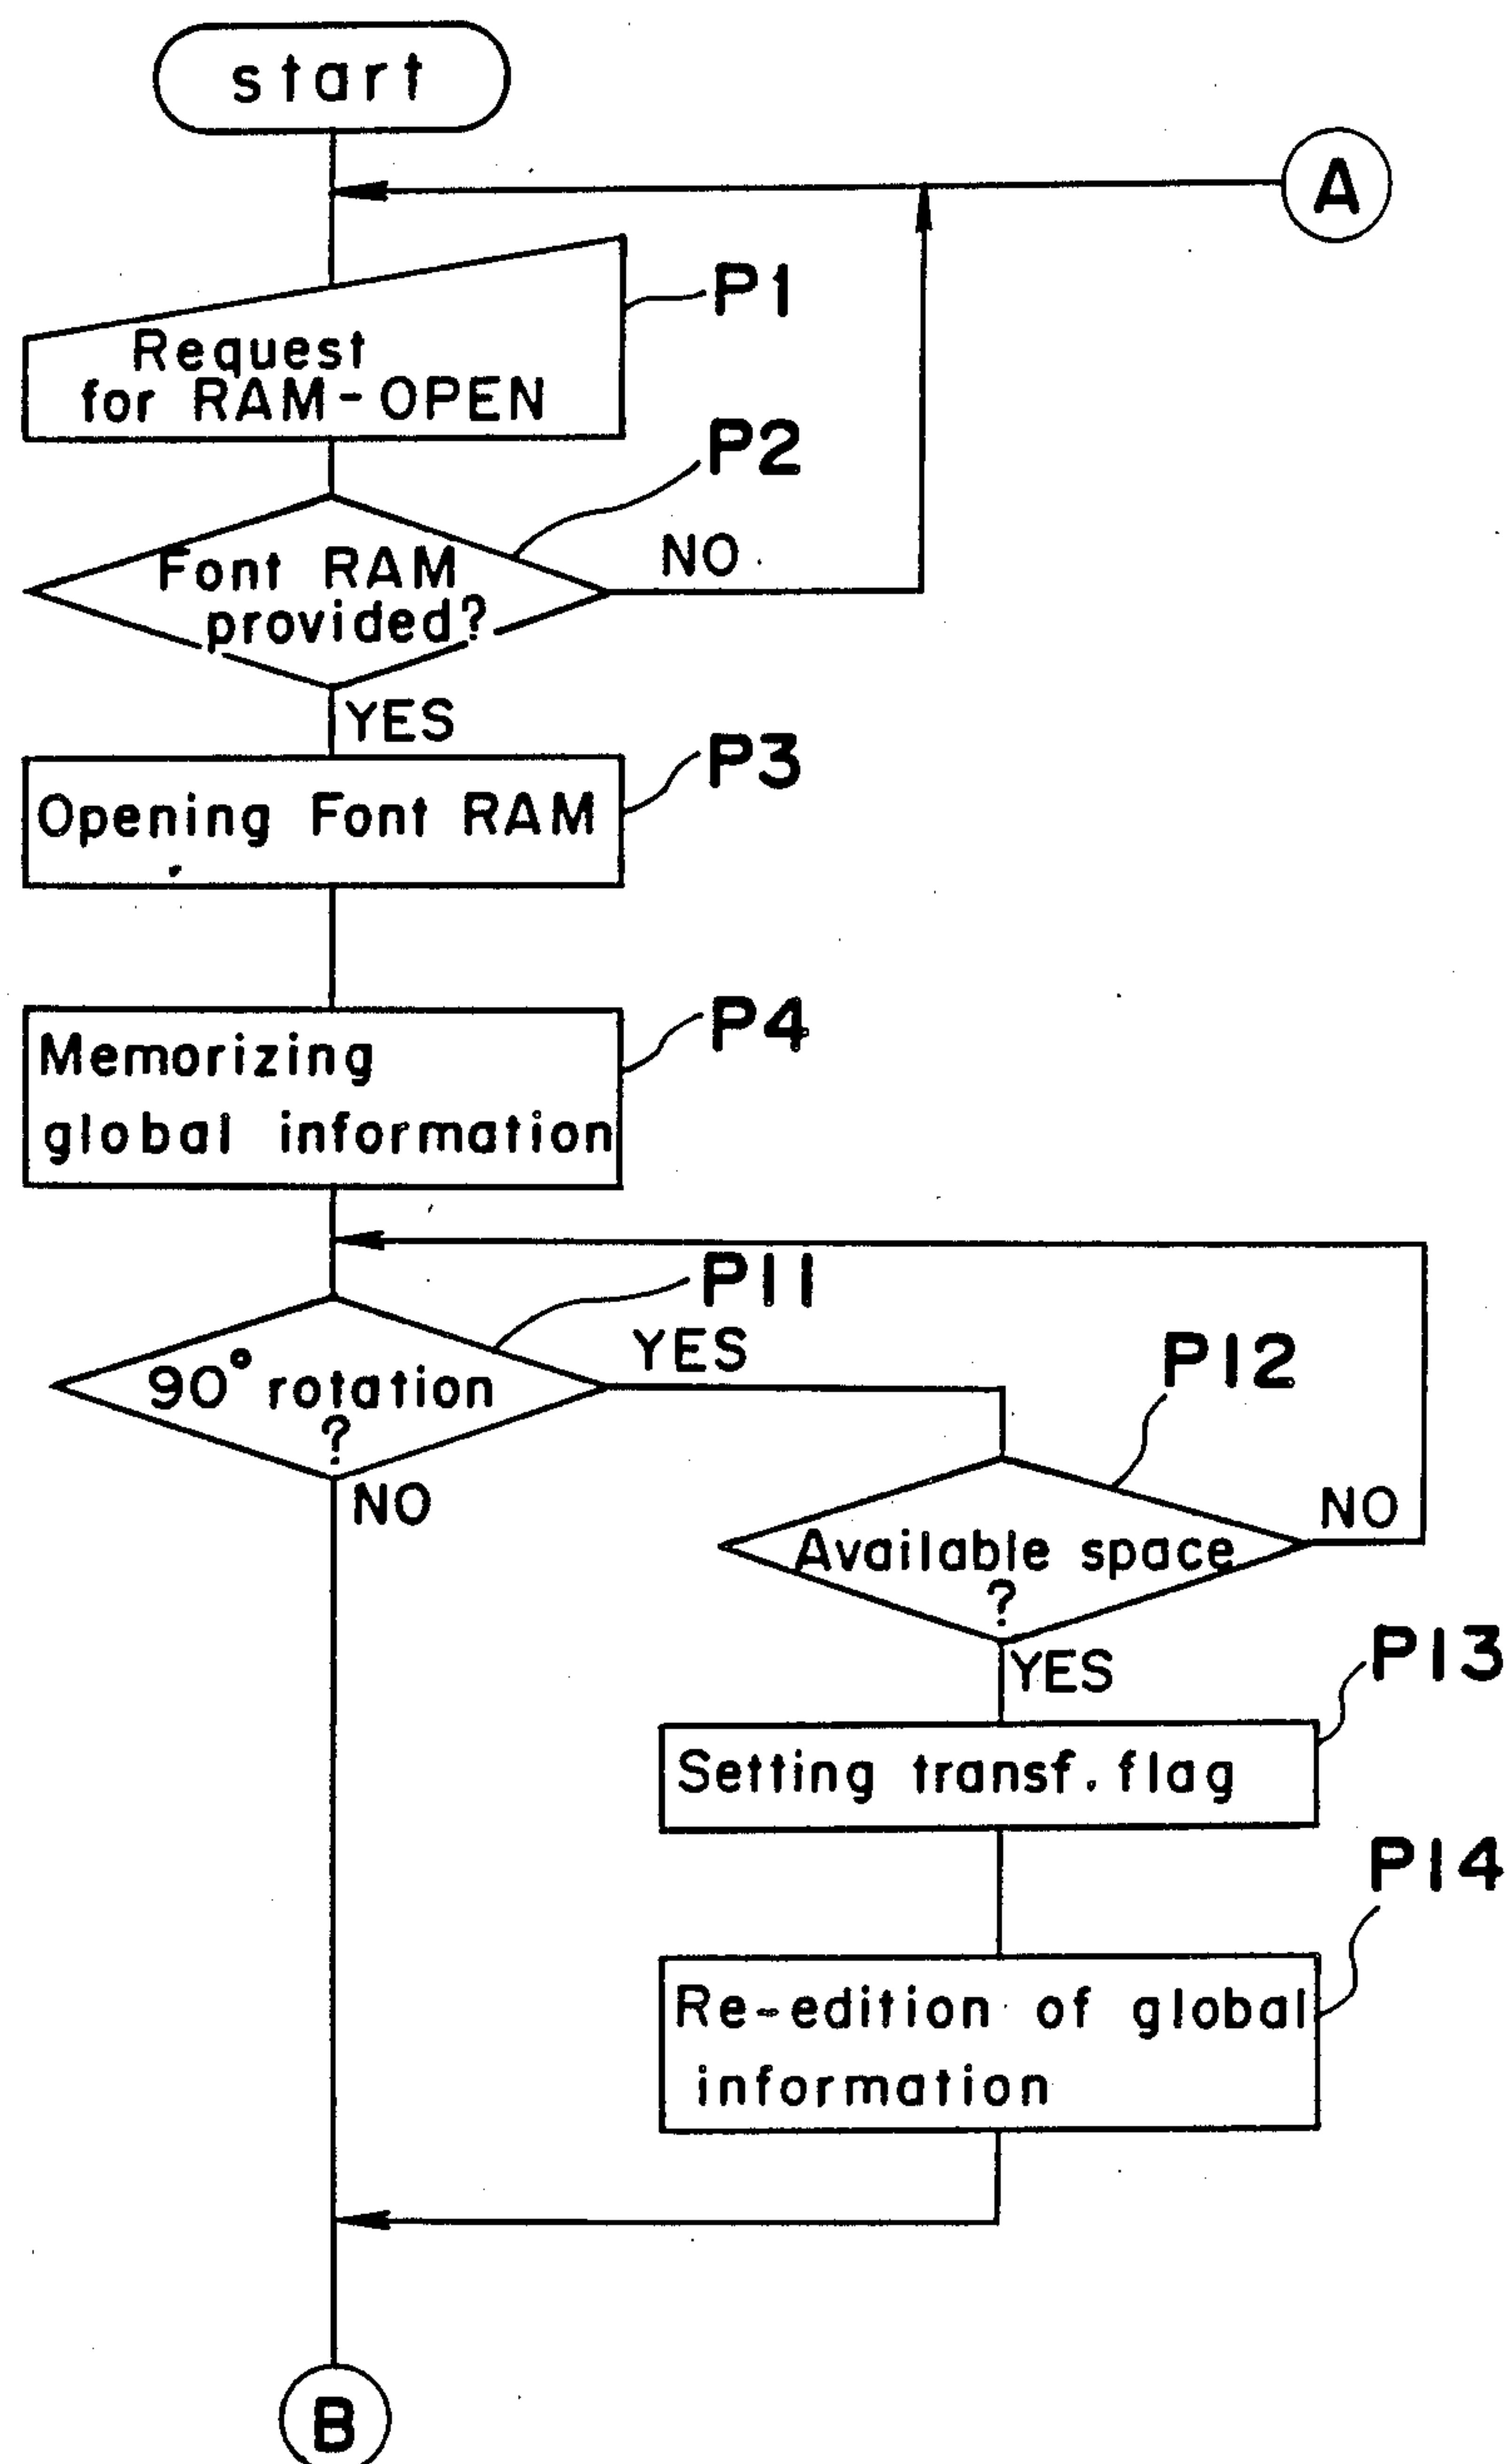 start
A
P1
Request
for RAM-OPEN
P2
Font RAM
provided?
NO
YES
P3
Opening Font RAM
P4
Memorizing
global information
P11
90° rotation
?
YES
NO
P12
Available space
?
NO
YES
P13
Setting transf. flag
P14
Re-edition of global
information
B